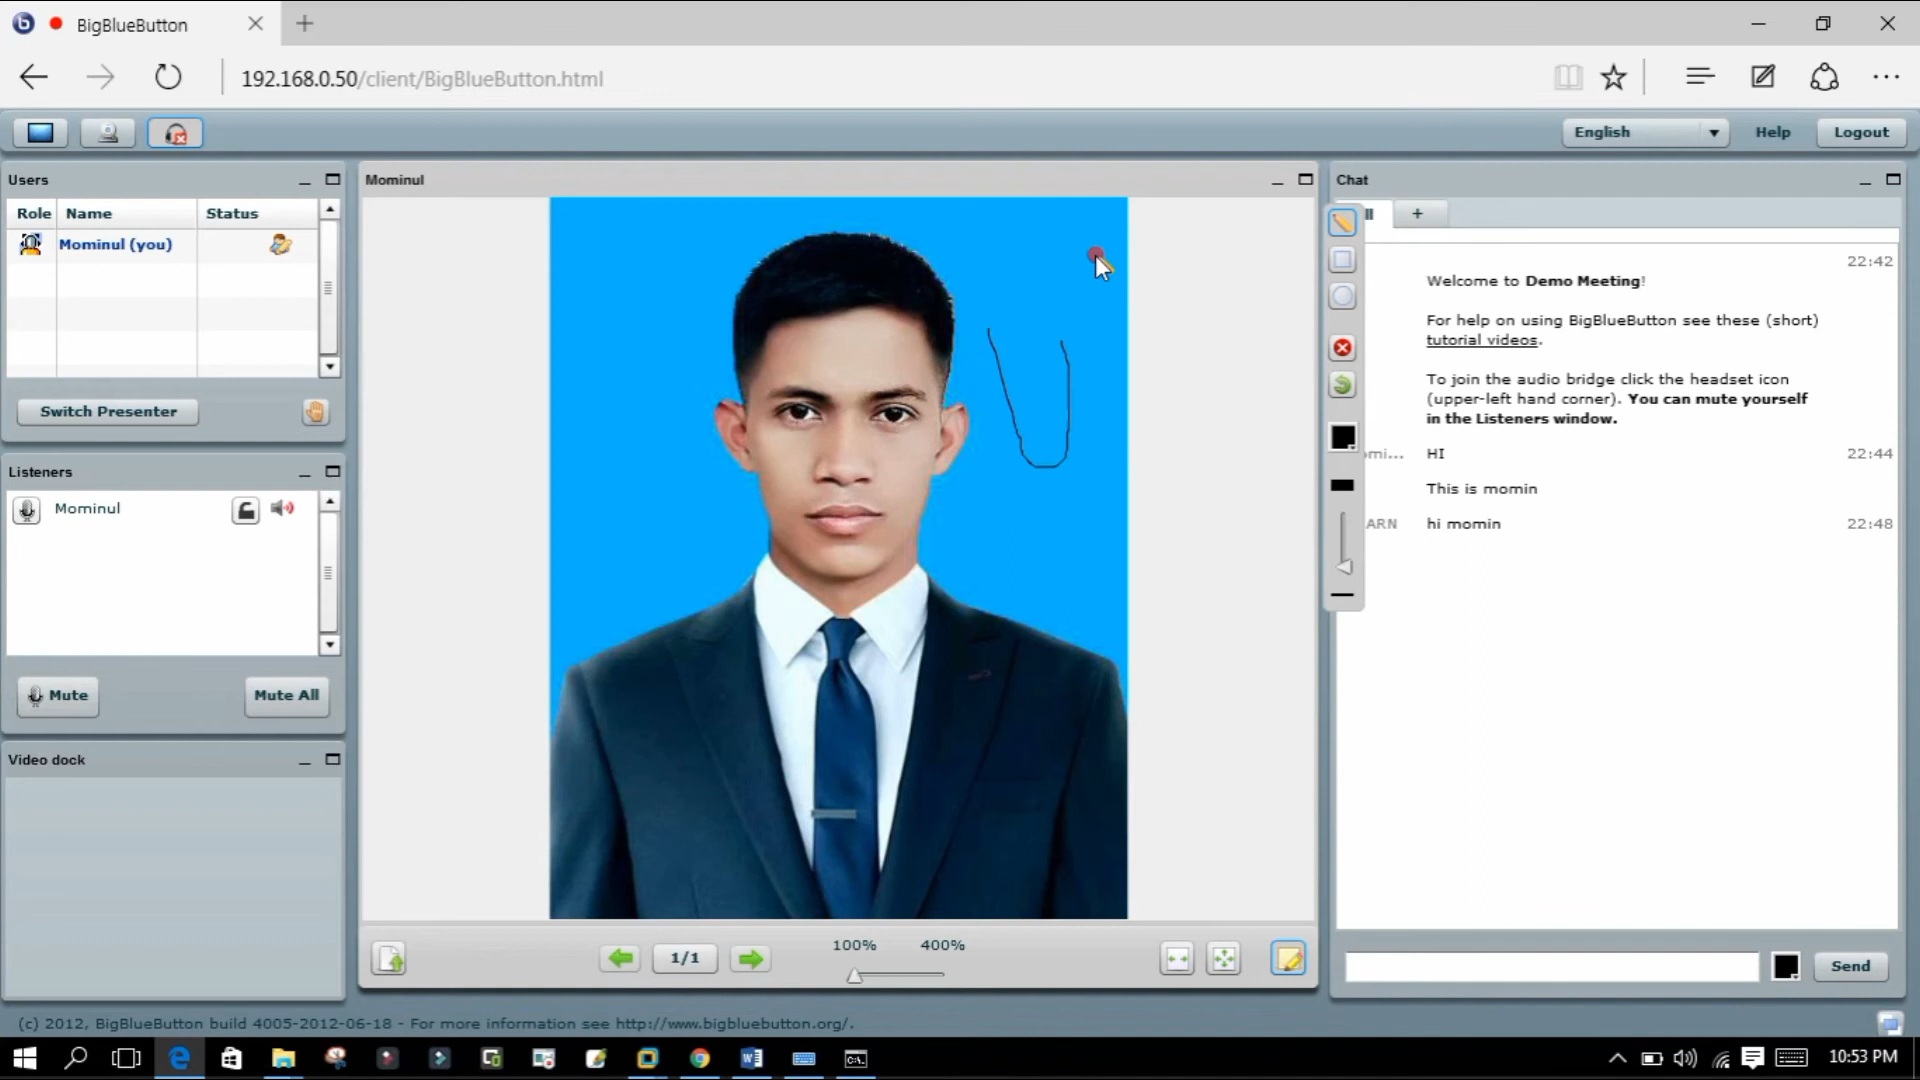 BigBlueButton
192.168.0.50/client/BigBlueButton.html
English
Help
Logout
Users
Role Name Status
Mominul (you)
Switch Presenter
Listeners
Mominul
Mute
Mute All
Video dock
Mominul
1/1
100% 400%
Chat
+
22:42
Welcome to Demo Meeting!
For help on using BigBlueButton see these (short)
tutorial videos.
To join the audio bridge click the headset icon
(upper-left hand corner). You can mute yourself
in the Listeners window.
omi... HI 22:44
This is momin
ARN hi momin 22:48
Send
(c) 2012, BigBlueButton build 4005-2012-06-18 - For more information see http://www.bigbluebutton.org/.
10:53 PM